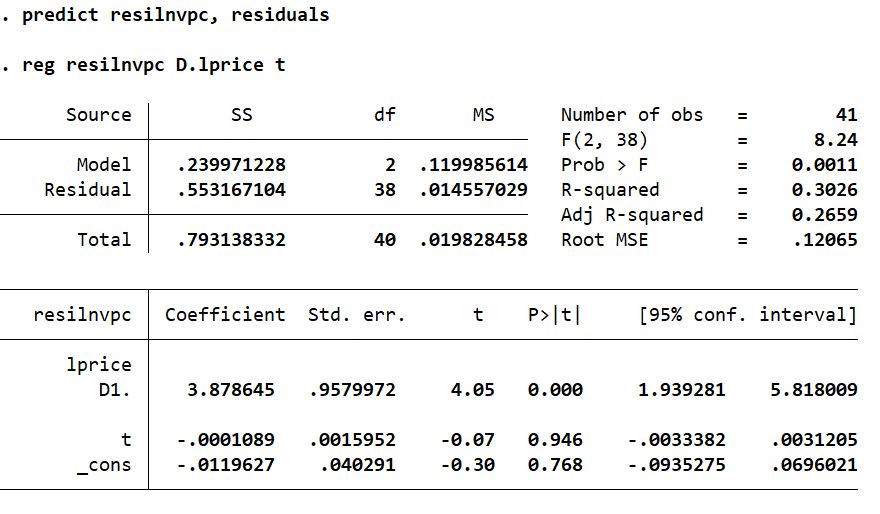 . predict resilnvpc, residuals
. reg resilnvpc D.lprice t
Source SS df MS Number of obs = 41
F(2, 38) = 8.24
Model .239971228 2 .119985614 Prob > F = 0.0011
Residual .553167104 38 .014557029 R-squared = 0.3026
Adj R-squared = 0.2659
Total .793138332 40 .019828458 Root MSE = .12065
resilnvpc Coefficient Std. err. t P>|t| [95% conf. interval]
lprice
D1. 3.878645 .9579972 4.05 0.000 1.939281 5.818009
t -.0001089 .0015952 -0.07 0.946 -.0033382 .0031205
_cons -.0119627 .040291 -0.30 0.768 -.0935275 .0696021